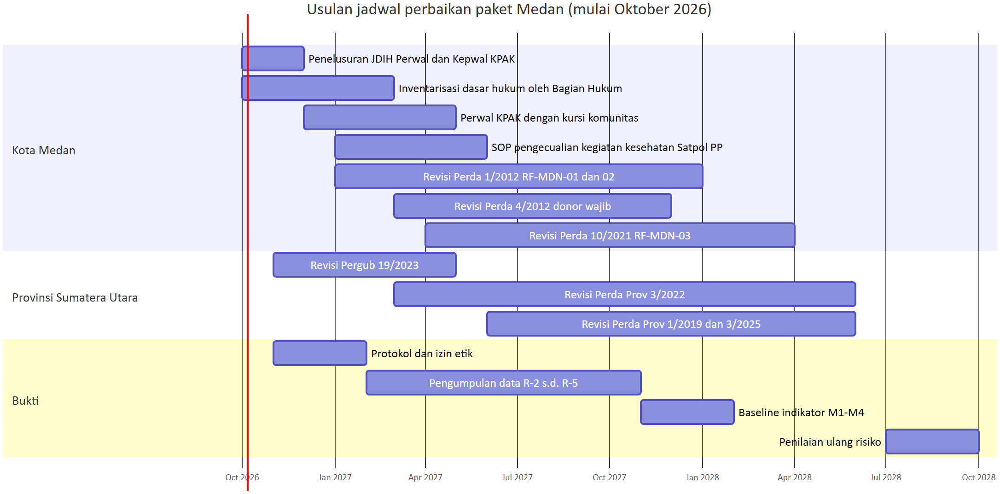 Usulan jadwal perbaikan paket Medan (mulai Oktober 2026)
Kota Medan
Penelusuran JDIH Perwal dan Kepwal KPAK
Inventarisasi dasar hukum oleh Bagian Hukum
Perwal KPAK dengan kursi komunitas
SOP pengecualian kegiatan kesehatan Satpol PP
Revisi Perda 1/2012 RF-MDN-01 dan 02
Revisi Perda 4/2012 donor wajib
Revisi Perda 10/2021 RF-MDN-03
Provinsi Sumatera Utara
Revisi Pergub 19/2023
Revisi Perda Prov 3/2022
Revisi Perda Prov 1/2019 dan 3/2025
Bukti
Protokol dan izin etik
Pengumpulan data R-2 s.d. R-5
Baseline indikator M1-M4
Penilaian ulang risiko
Oct 2026
Jan 2027
Apr 2027
Jul 2027
Oct 2027
Jan 2028
Apr 2028
Jul 2028
Oct 2028